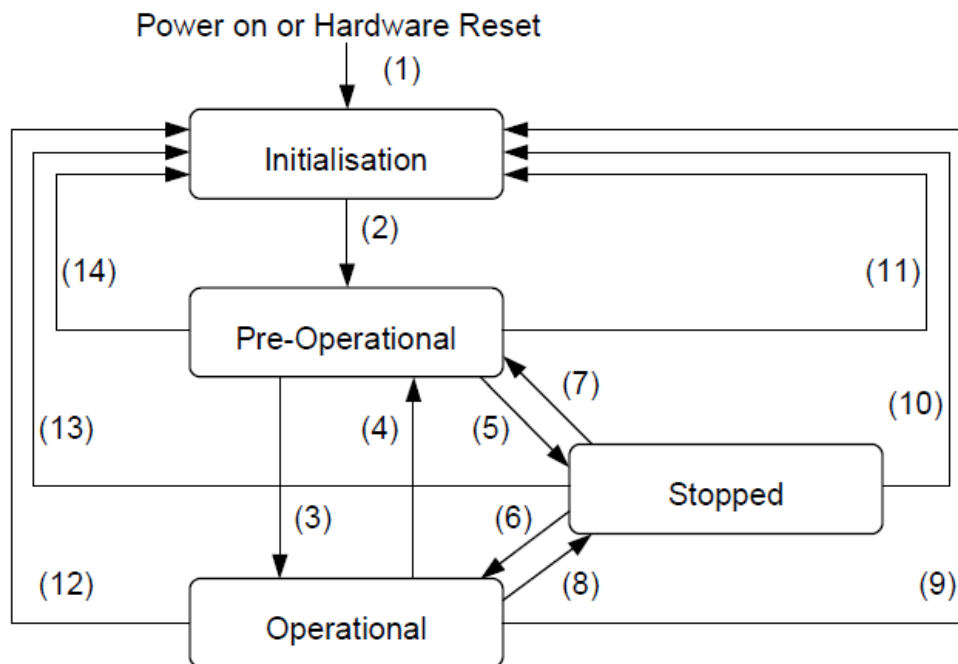 Power on or Hardware Reset
(1)
Initialisation
(2)
(14)
(11)
Pre-Operational
(7)
(13)
(4)
(5)
(10)
Stopped
(3)
(6)
(12)
(8)
(9)
Operational